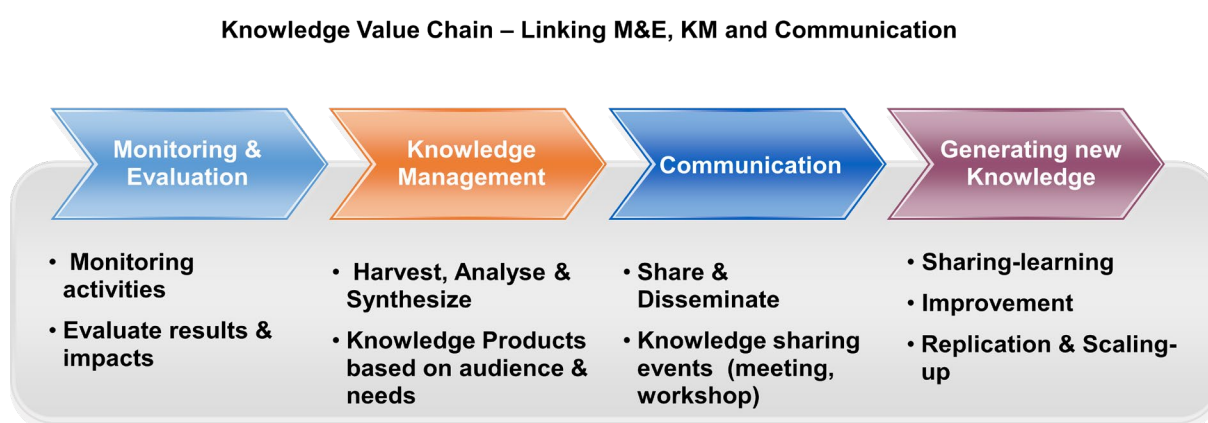 Knowledge Value Chain – Linking M&E, KM and Communication
Monitoring &
Evaluation
Knowledge
Management
Communication
Generating new
Knowledge
• Monitoring
activities
• Evaluate results &
impacts
• Harvest, Analyse &
Synthesize
• Knowledge Products
based on audience &
needs
• Share &
Disseminate
• Knowledge sharing
events (meeting,
workshop)
• Sharing-learning
• Improvement
• Replication & Scaling-
up